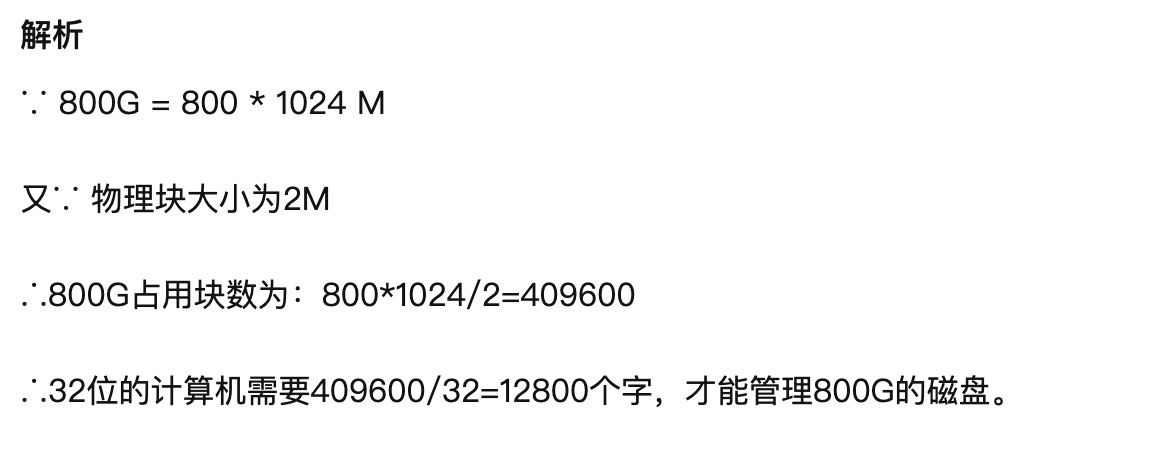 解析
∵ 800G = 800 * 1024 M
又∵ 物理块大小为2M
∴800G占用块数为：800*1024/2=409600
∴32位的计算机需要409600/32=12800个字，才能管理800G的磁盘。